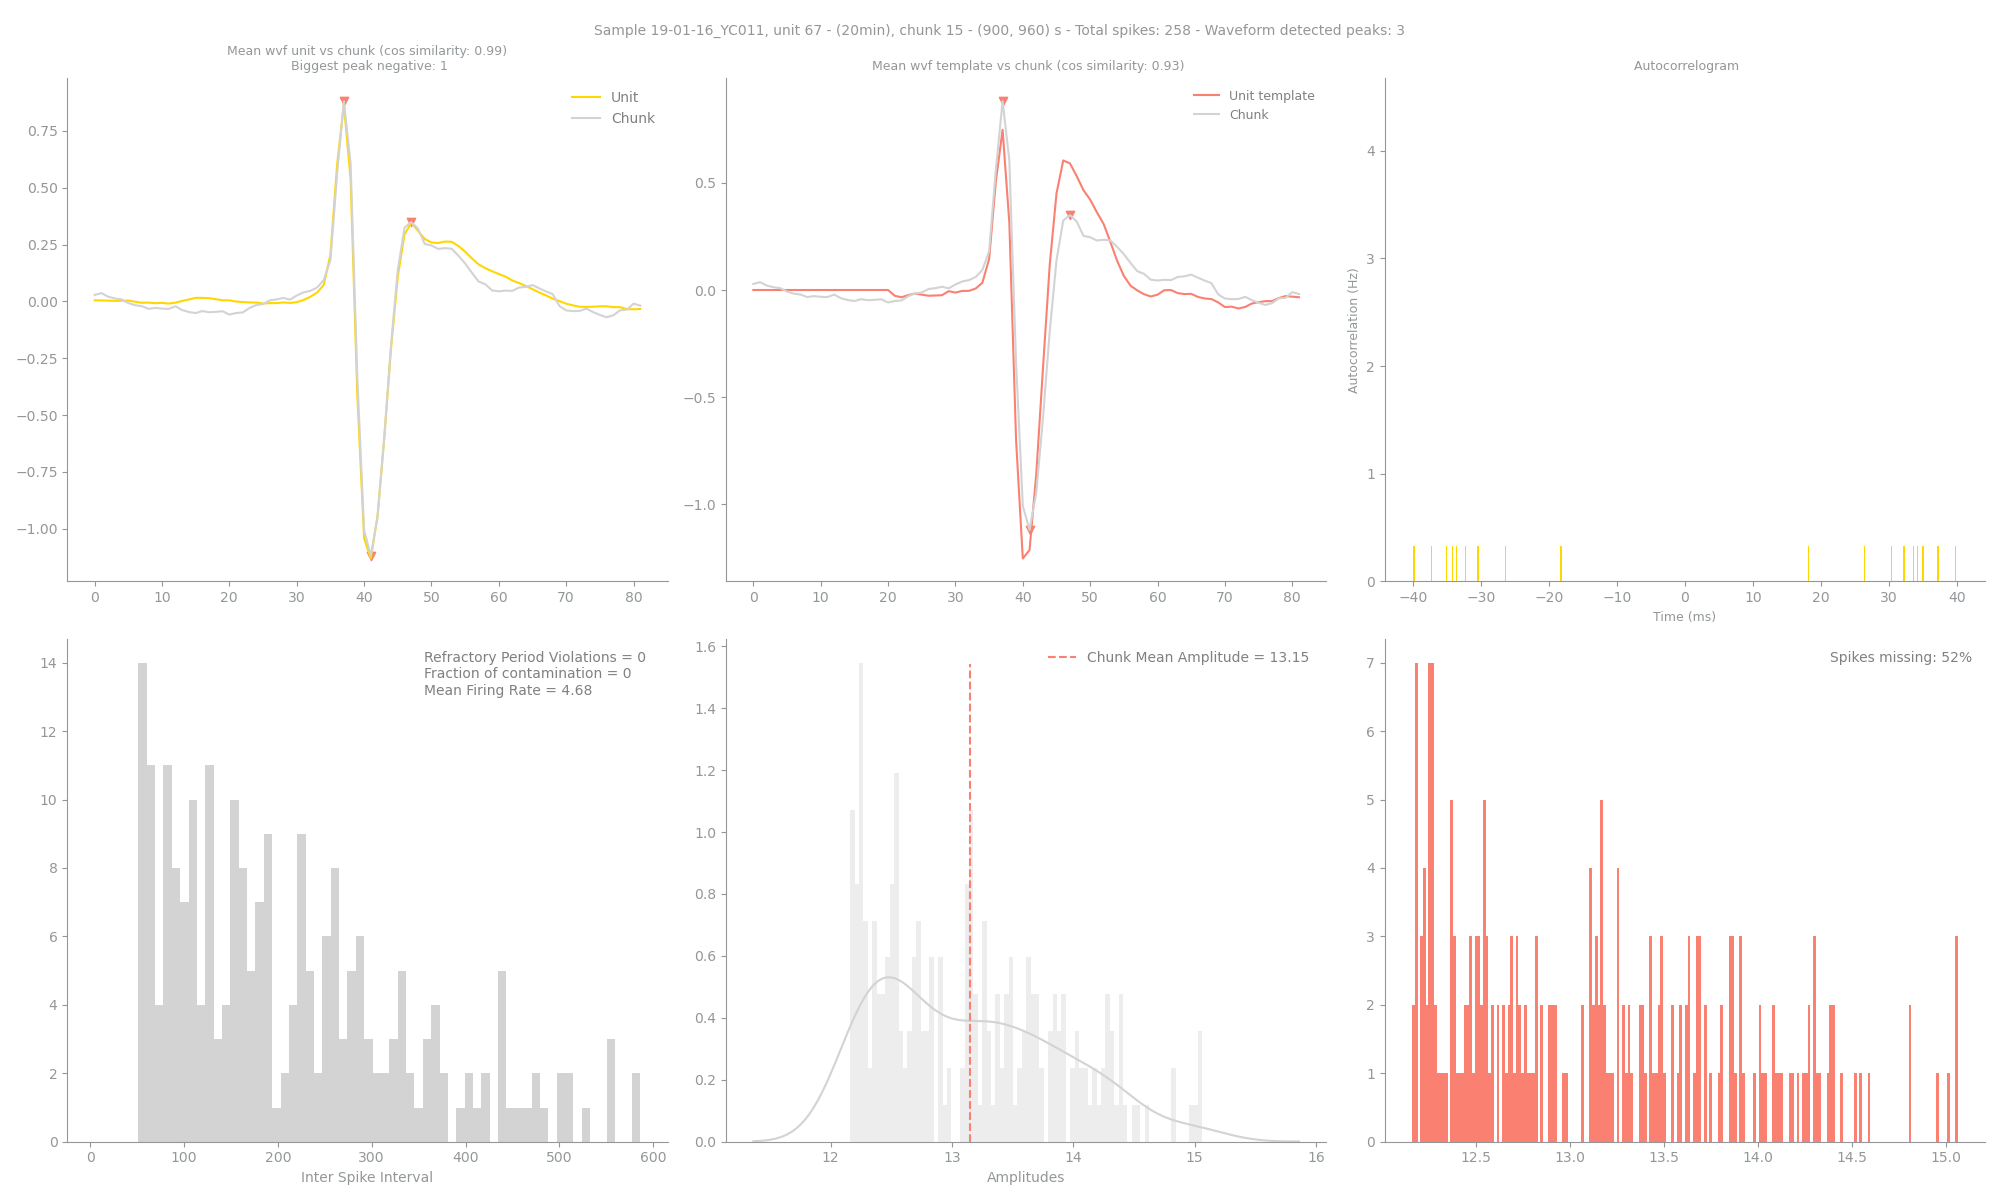 Sample 19-01-16_YC011, unit 67 - (20min), chunk 15 - (900, 960) s - Total spikes: 258 - Waveform detected peaks: 3
Mean wvf unit vs chunk (cos similarity: 0.99)
Biggest peak negative: 1
Unit
Chunk
0.75
0.50
0.25
0.00
−0.25
−0.50
−0.75
−1.00
0 10 20 30 40 50 60 70 80
Mean wvf template vs chunk (cos similarity: 0.93)
Unit template
Chunk
0.5
0.0
−0.5
−1.0
0 10 20 30 40 50 60 70 80
Autocorrelogram
Autocorrelation (Hz)
4
3
2
1
0
−40 −30 −20 −10 0 10 20 30 40
Time (ms)
Refractory Period Violations = 0
Fraction of contamination = 0
Mean Firing Rate = 4.68
14
12
10
8
6
4
2
0
0 100 200 300 400 500 600
Inter Spike Interval
Chunk Mean Amplitude = 13.15
1.6
1.4
1.2
1.0
0.8
0.6
0.4
0.2
0.0
12 13 14 15 16
Amplitudes
Spikes missing: 52%
7
6
5
4
3
2
1
0
12.5 13.0 13.5 14.0 14.5 15.0